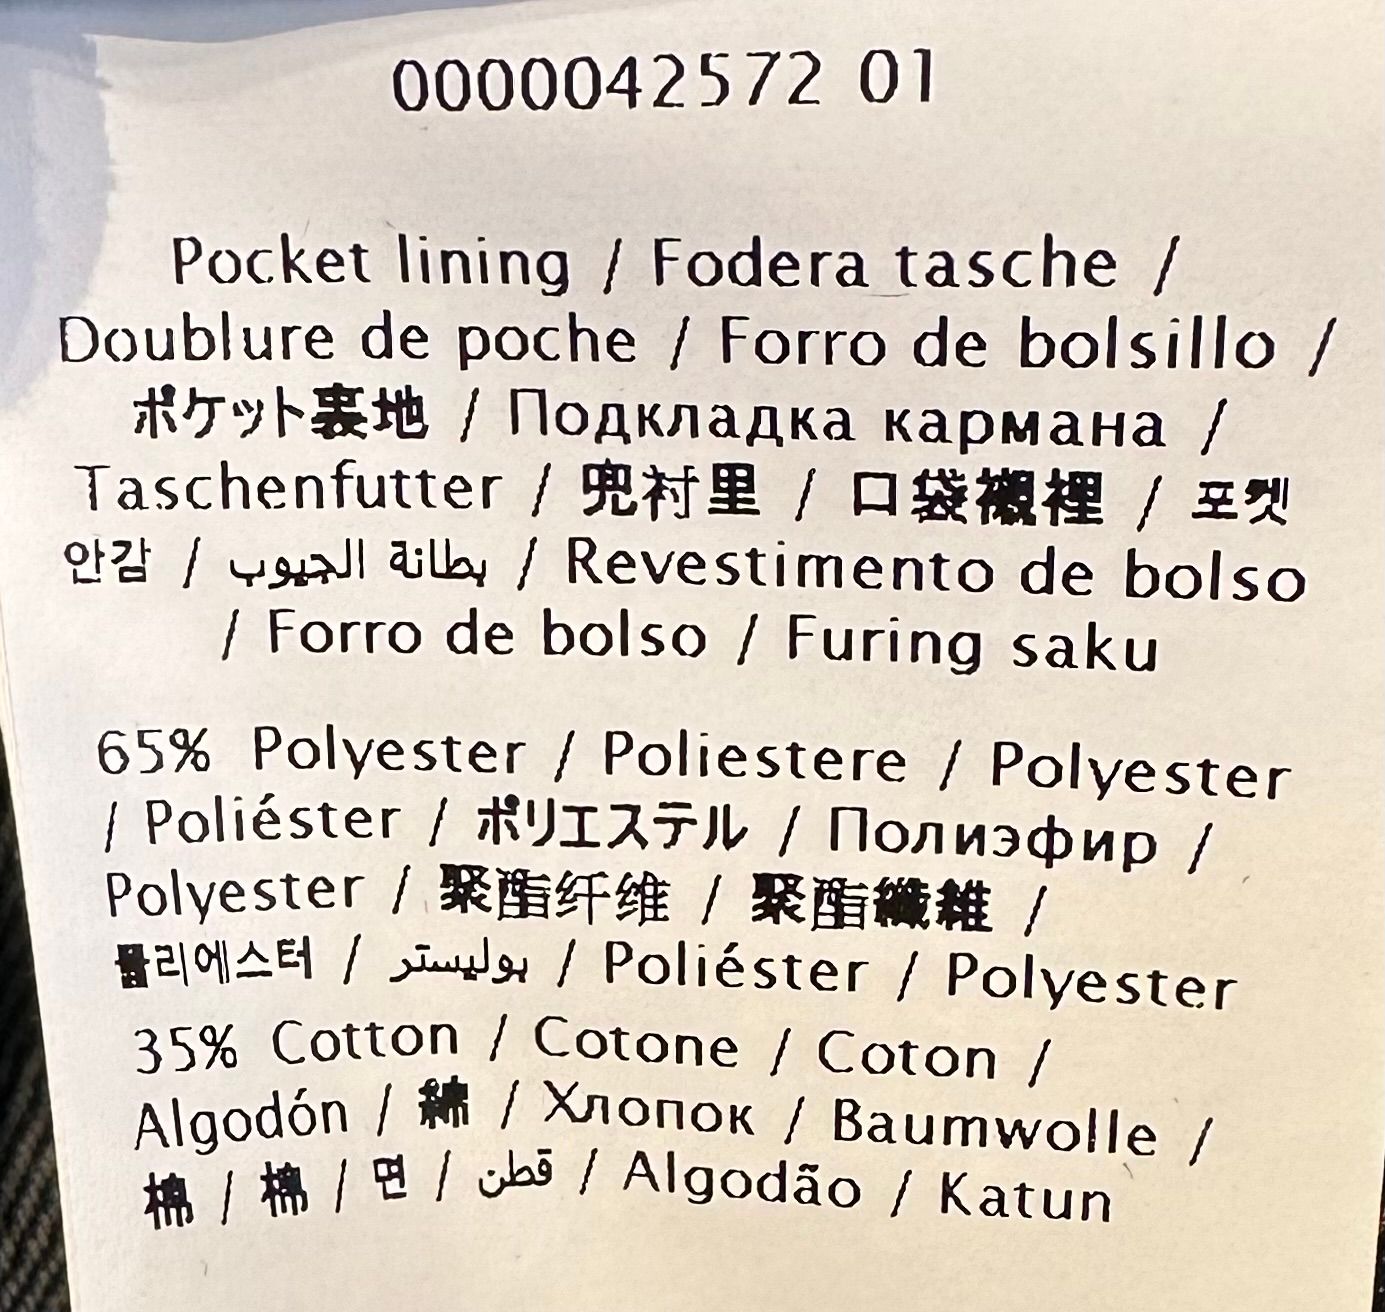 0000042572 01
Pocket lining / Fodera tasche /
Doublure de poche / Forro de bolsillo /
ポケット裏地 / Подкладка кармана /
Taschenfutter / 兜衬里 / 口袋襯裡 / 포켓
안감 / بطانة الجيوب / Revestimento de bolso
/ Forro de bolso / Furing saku
65% Polyester / Poliestere / Polyester
/ Poliéster / ポリエステル / Полиэфир /
Polyester / 聚酯纤维 / 聚酯纖維 /
폴리에스터 / بوليستر / Poliéster / Polyester
35% Cotton / Cotone / Coton /
Algodón / 綿 / Хлопок / Baumwolle /
棉 / 棉 / 면 / قطن / Algodão / Katun